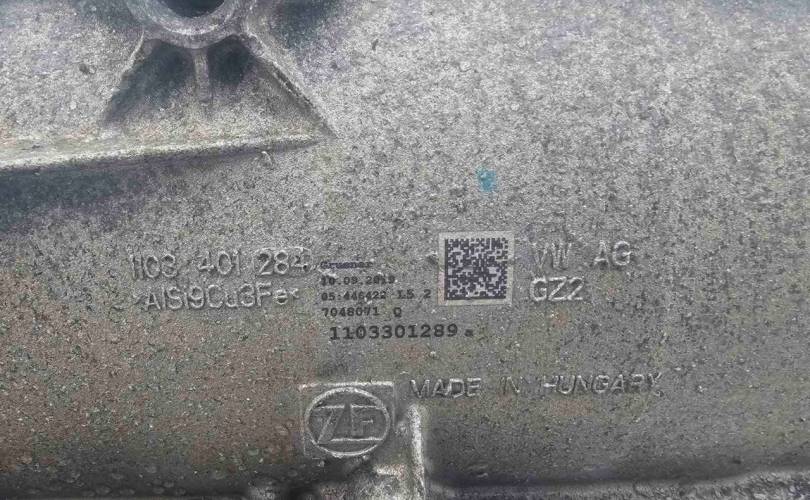 1103 401 284
>AlSi9Cu3Fe<
10.09.2019
05:446422 L5 2
7048071 Q
1103301289 a
VW AG
GZ2
MADE IN HUNGARY
ZF